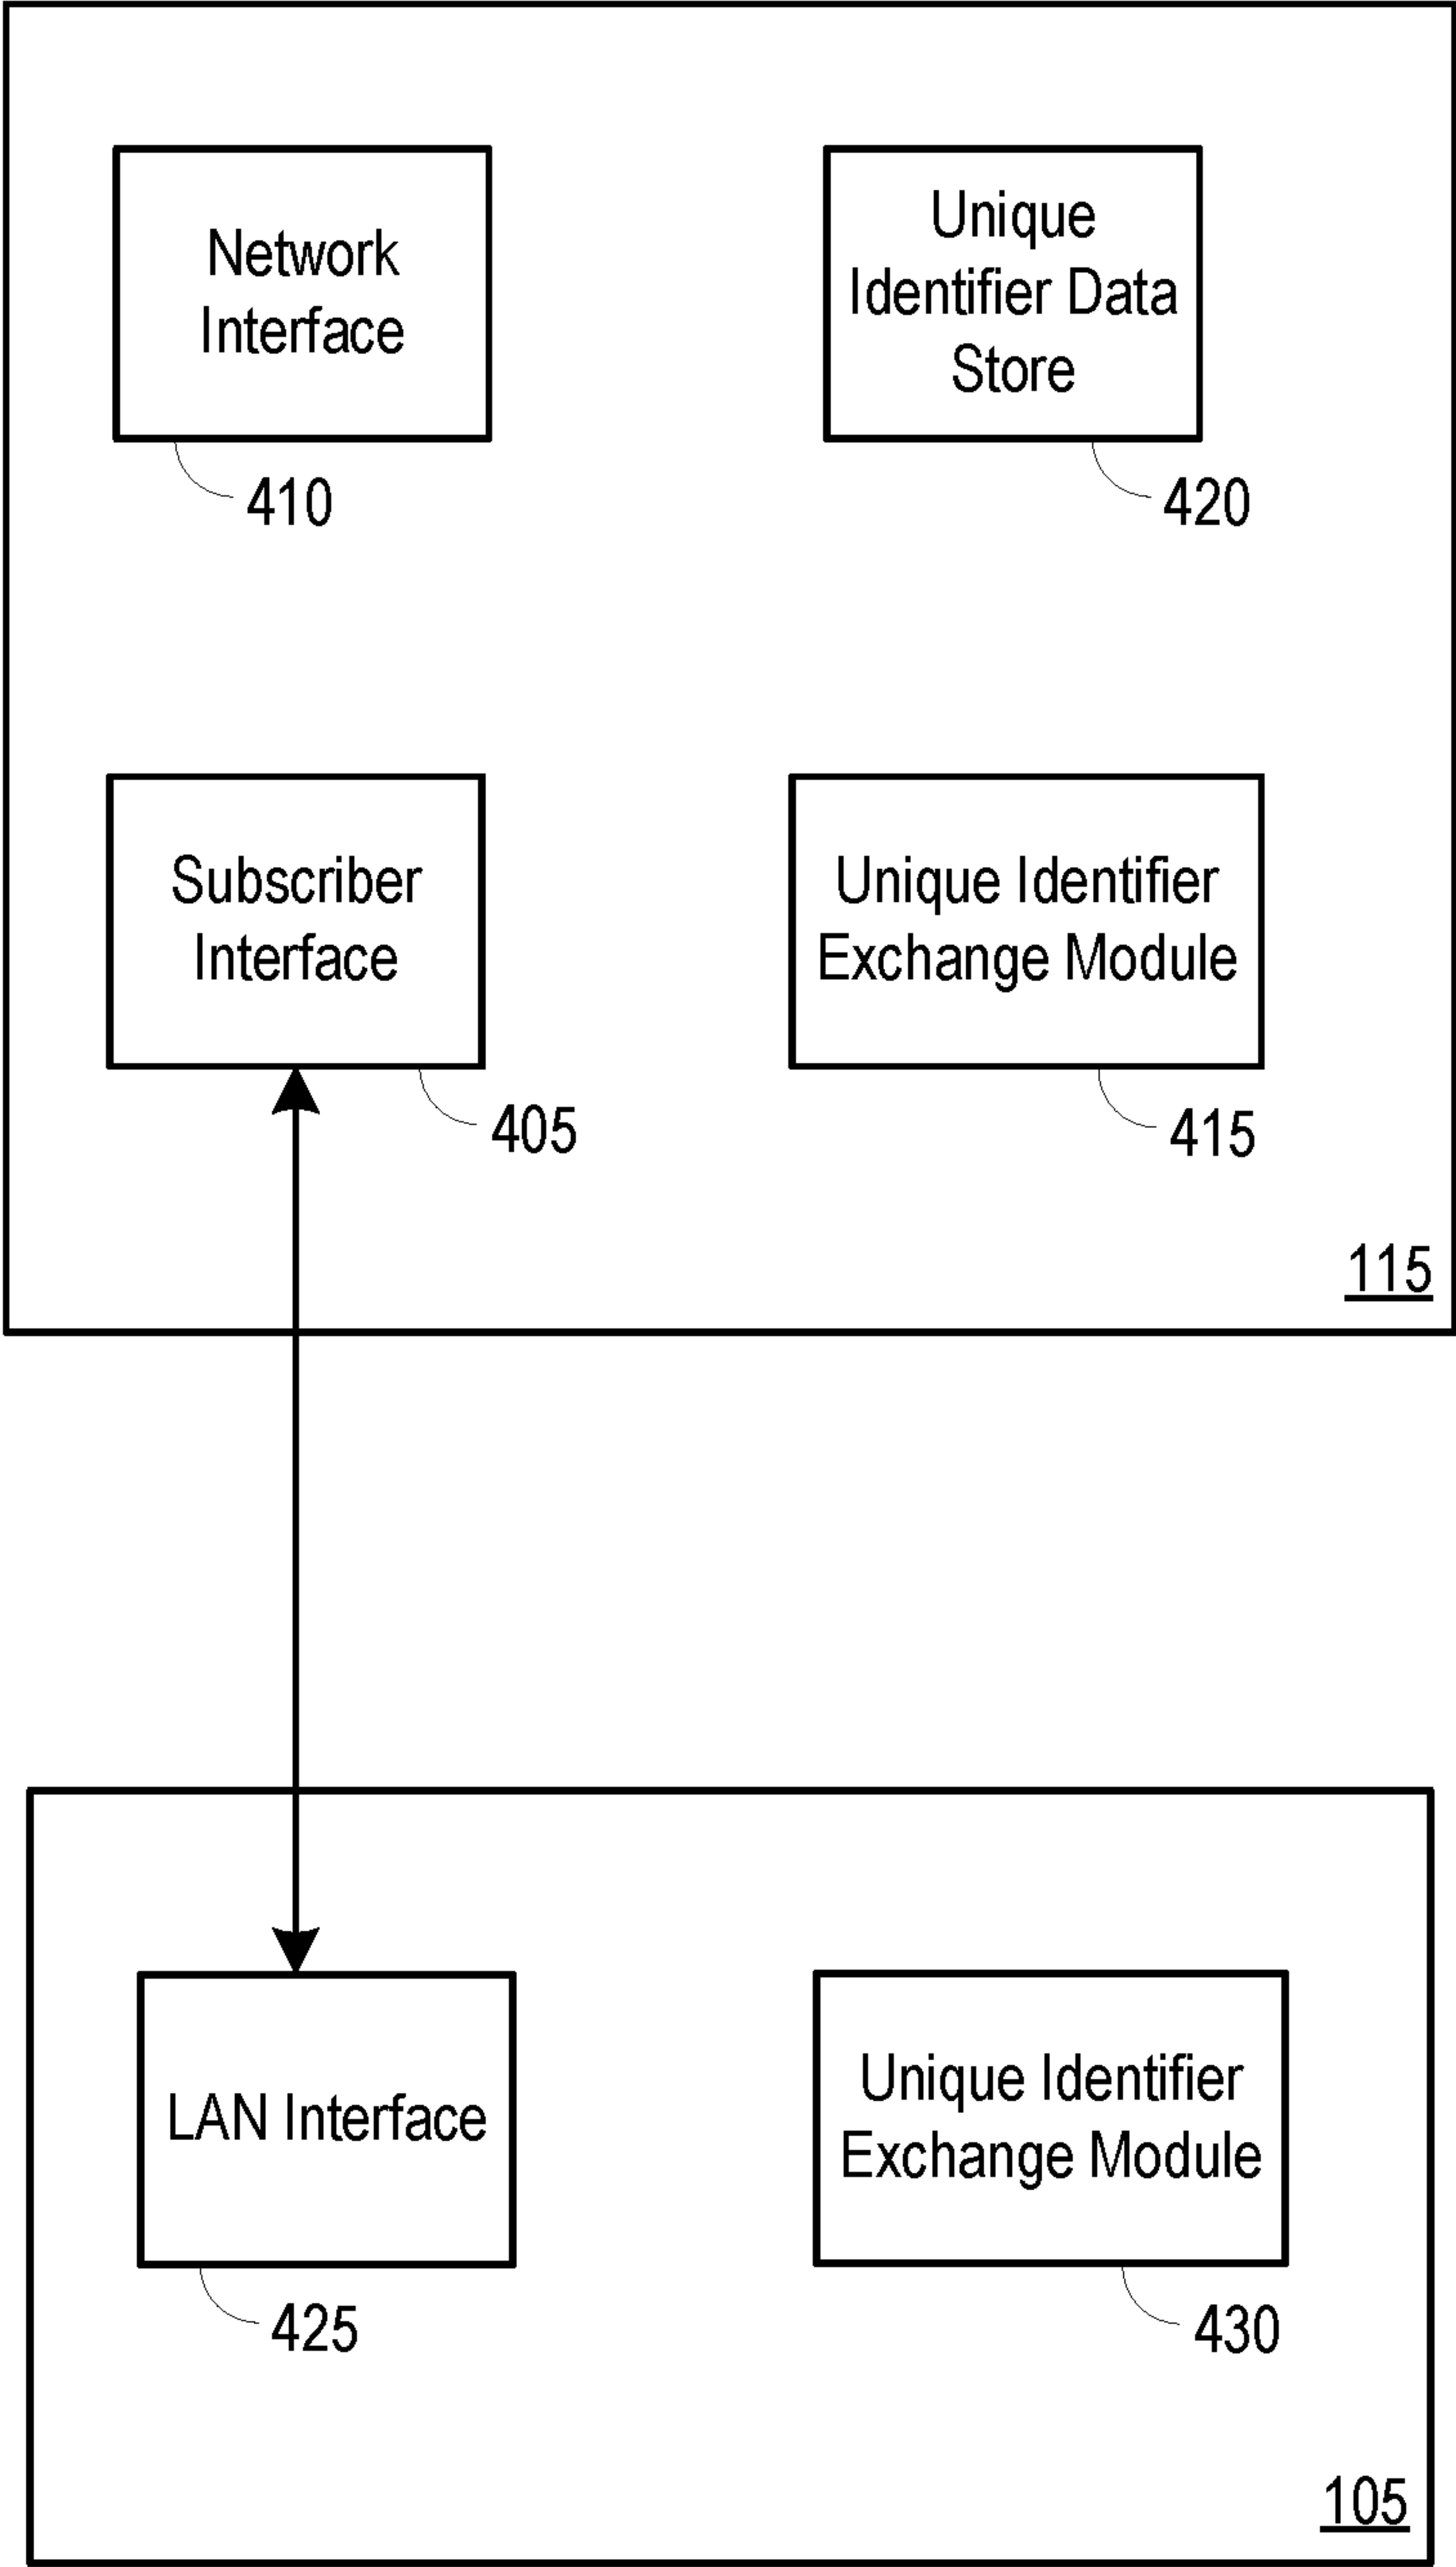 Network
Interface
410
Unique
Identifier Data
Store
420
Subscriber
Interface
405
Unique Identifier
Exchange Module
415
115
LAN Interface
425
Unique Identifier
Exchange Module
430
105